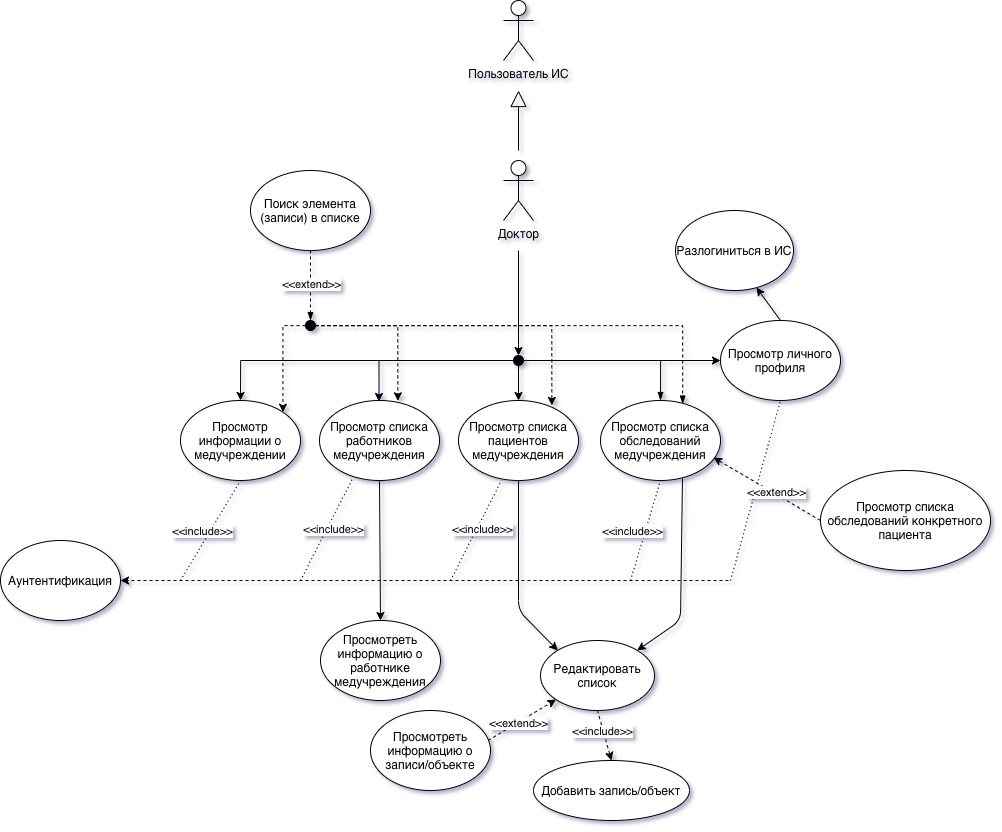 Пользователь ИС
Доктор
Поиск элемента
(записи) в списке
Разлогиниться в ИС
<<extend>>
Просмотр личного
профиля
Просмотр
информации о
медучреждении
Просмотр списка
работников
медучреждения
Просмотр списка
пациентов
медучреждения
Просмотр списка
обследований
медучреждения
<<extend>>
Просмотр списка
обследований конкретного
пациента
<<include>>
<<include>>
<<include>>
<<include>>
Аунтентификация
Просмотреть
информацию о
работнике
медучреждения
Редактировать
список
<<extend>>
<<include>>
Просмотреть
информацию о
записи/объекте
Добавить запись/объект